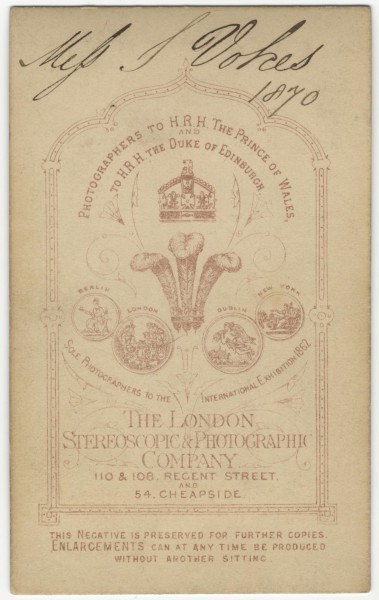 Miss S Vokes
1870
PHOTOGRAPHERS TO H.R.H. THE PRINCE OF WALES,
AND
TO H.R.H. THE DUKE OF EDINBURGH.
BERLIN
LONDON
DUBLIN
NEW YORK
SOLE PHOTOGRAPHERS TO THE INTERNATIONAL EXHIBITION 1862
THE LONDON
STEREOSCOPIC & PHOTOGRAPHIC
COMPANY
110 & 108. REGENT STREET.
AND
54, CHEAPSIDE.
THIS NEGATIVE IS PRESERVED FOR FURTHER COPIES.
ENLARGEMENTS CAN AT ANY TIME BE PRODUCED
WITHOUT ANOTHER SITTING.